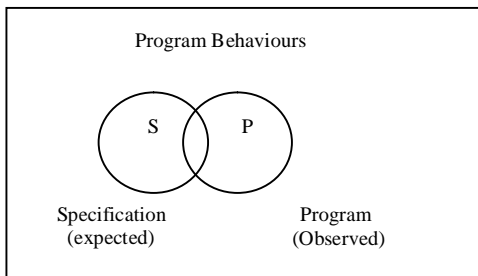 Program Behaviours
S P
Specification Program
(expected) (Observed)